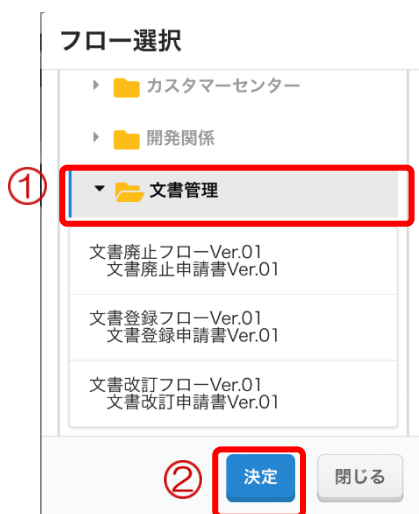 フロー選択
カスタマーセンター
開発関係
① 文書管理
文書廃止フローVer.01
文書廃止申請書Ver.01
文書登録フローVer.01
文書登録申請書Ver.01
文書改訂フローVer.01
文書改訂申請書Ver.01
② 決定 閉じる